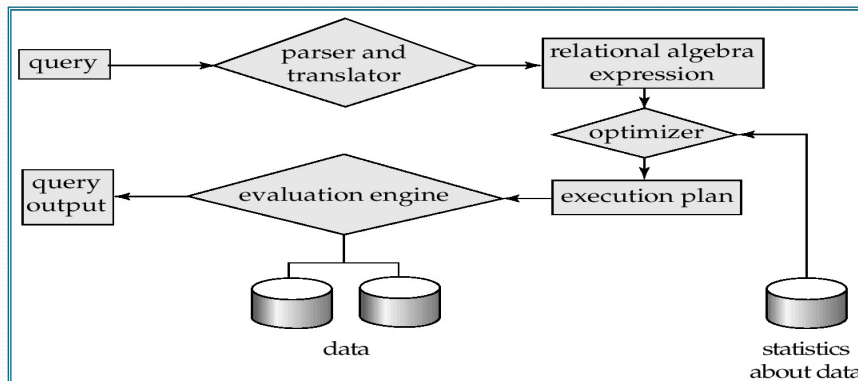 query
parser and
translator
relational algebra
expression
optimizer
query
output
evaluation engine
execution plan
data
statistics
about data